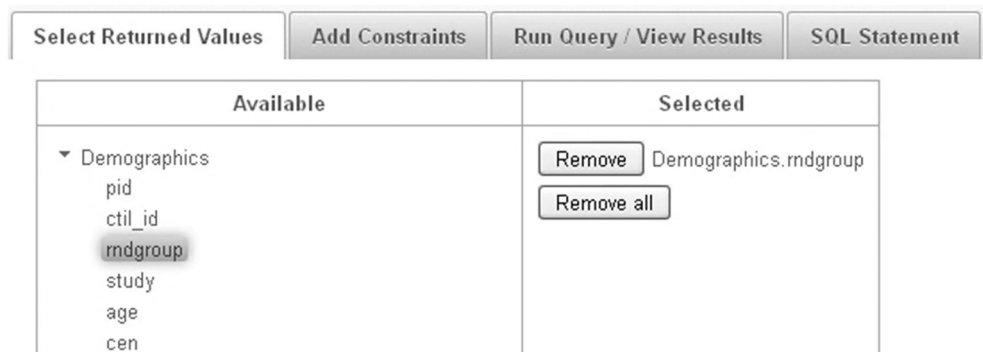 Select Returned Values Add Constraints Run Query / View Results SQL Statement
Available Selected
Demographics Remove Demographics.rndgroup
pid
ctil_id Remove all
rndgroup
study
age
cen